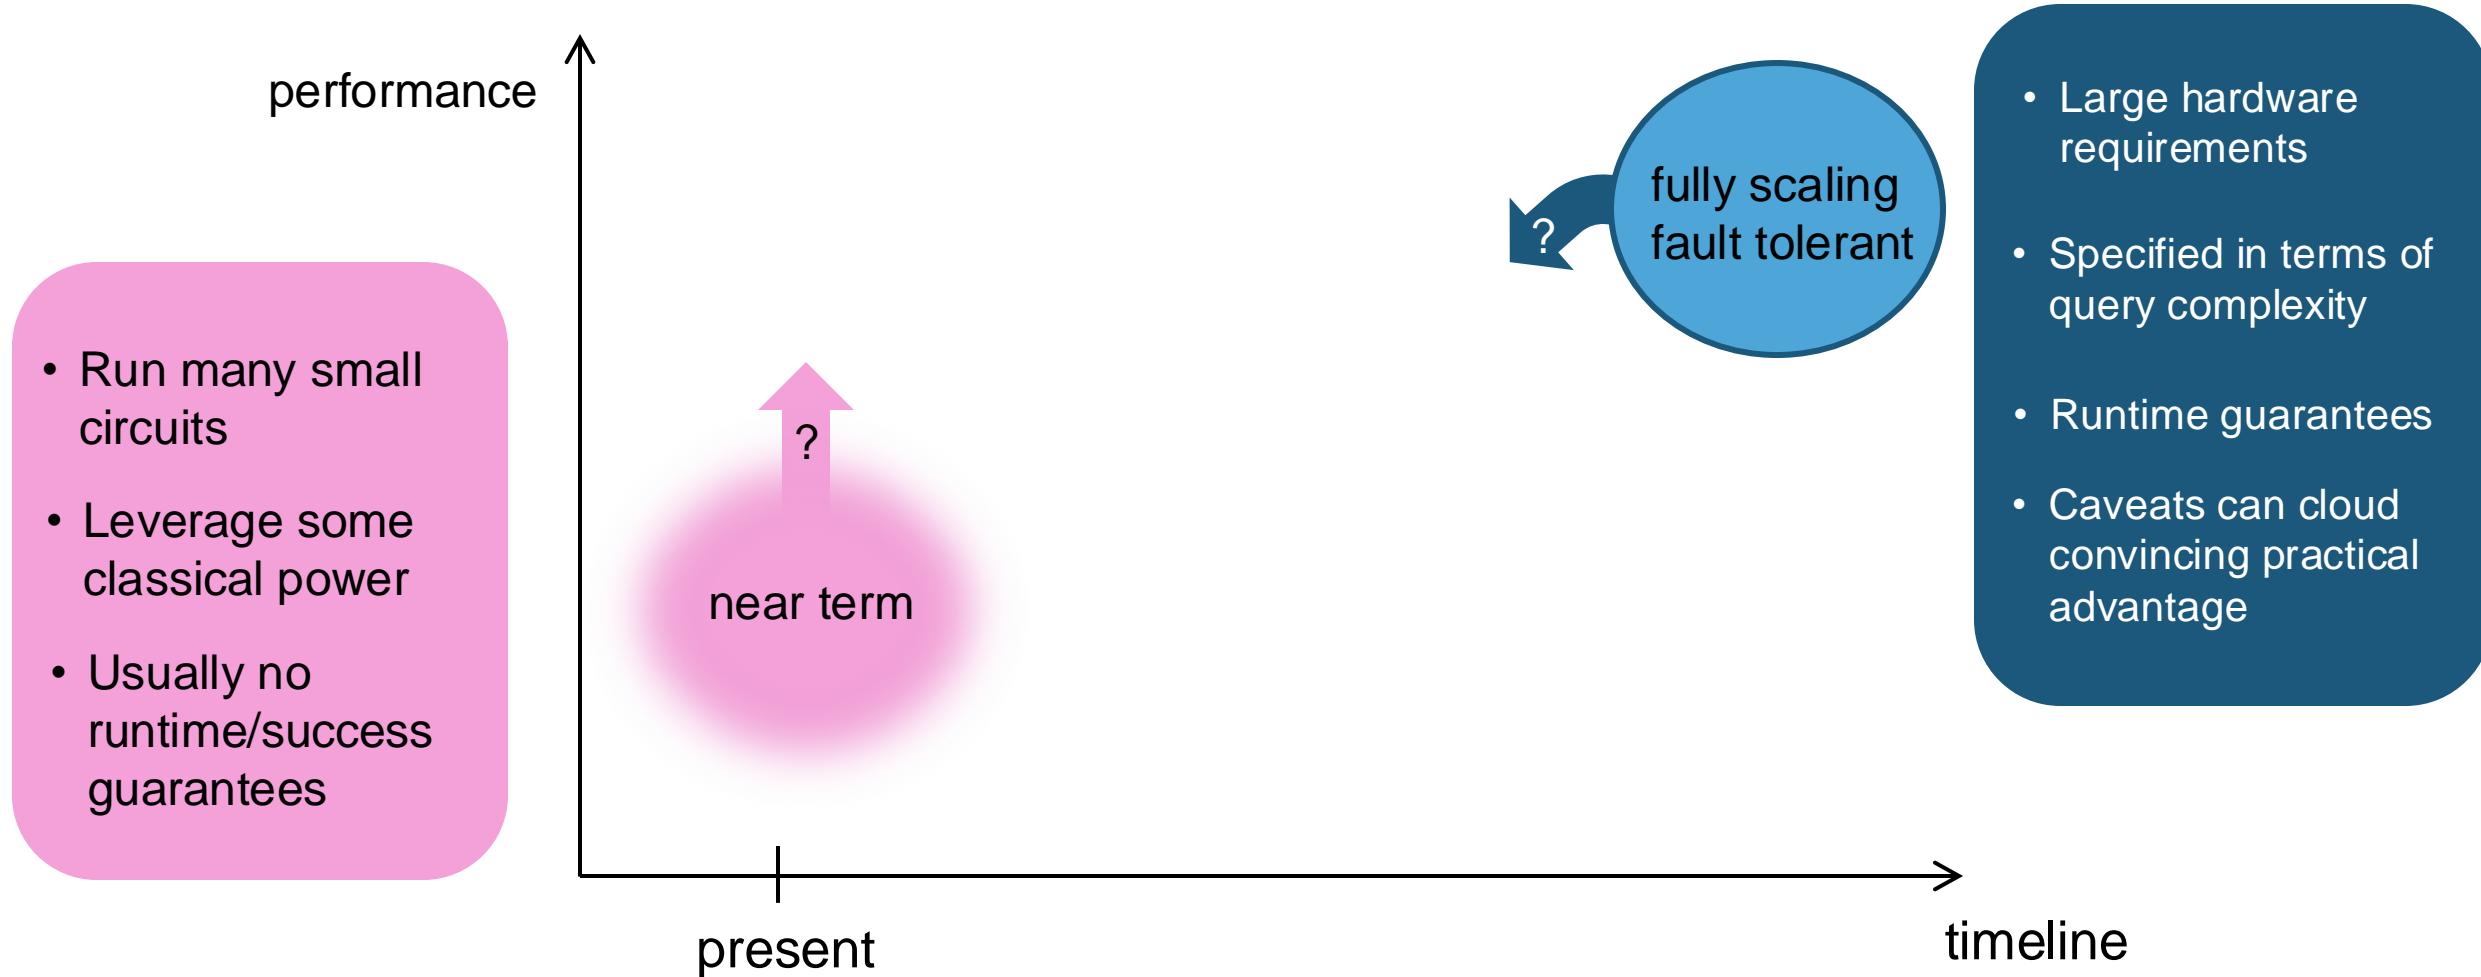 performance
• Run many small
circuits
• Leverage some
classical power
• Usually no
runtime/success
guarantees
?
near term
?
fully scaling
fault tolerant
• Large hardware
requirements
• Specified in terms of
query complexity
• Runtime guarantees
• Caveats can cloud
convincing practical
advantage
present
timeline